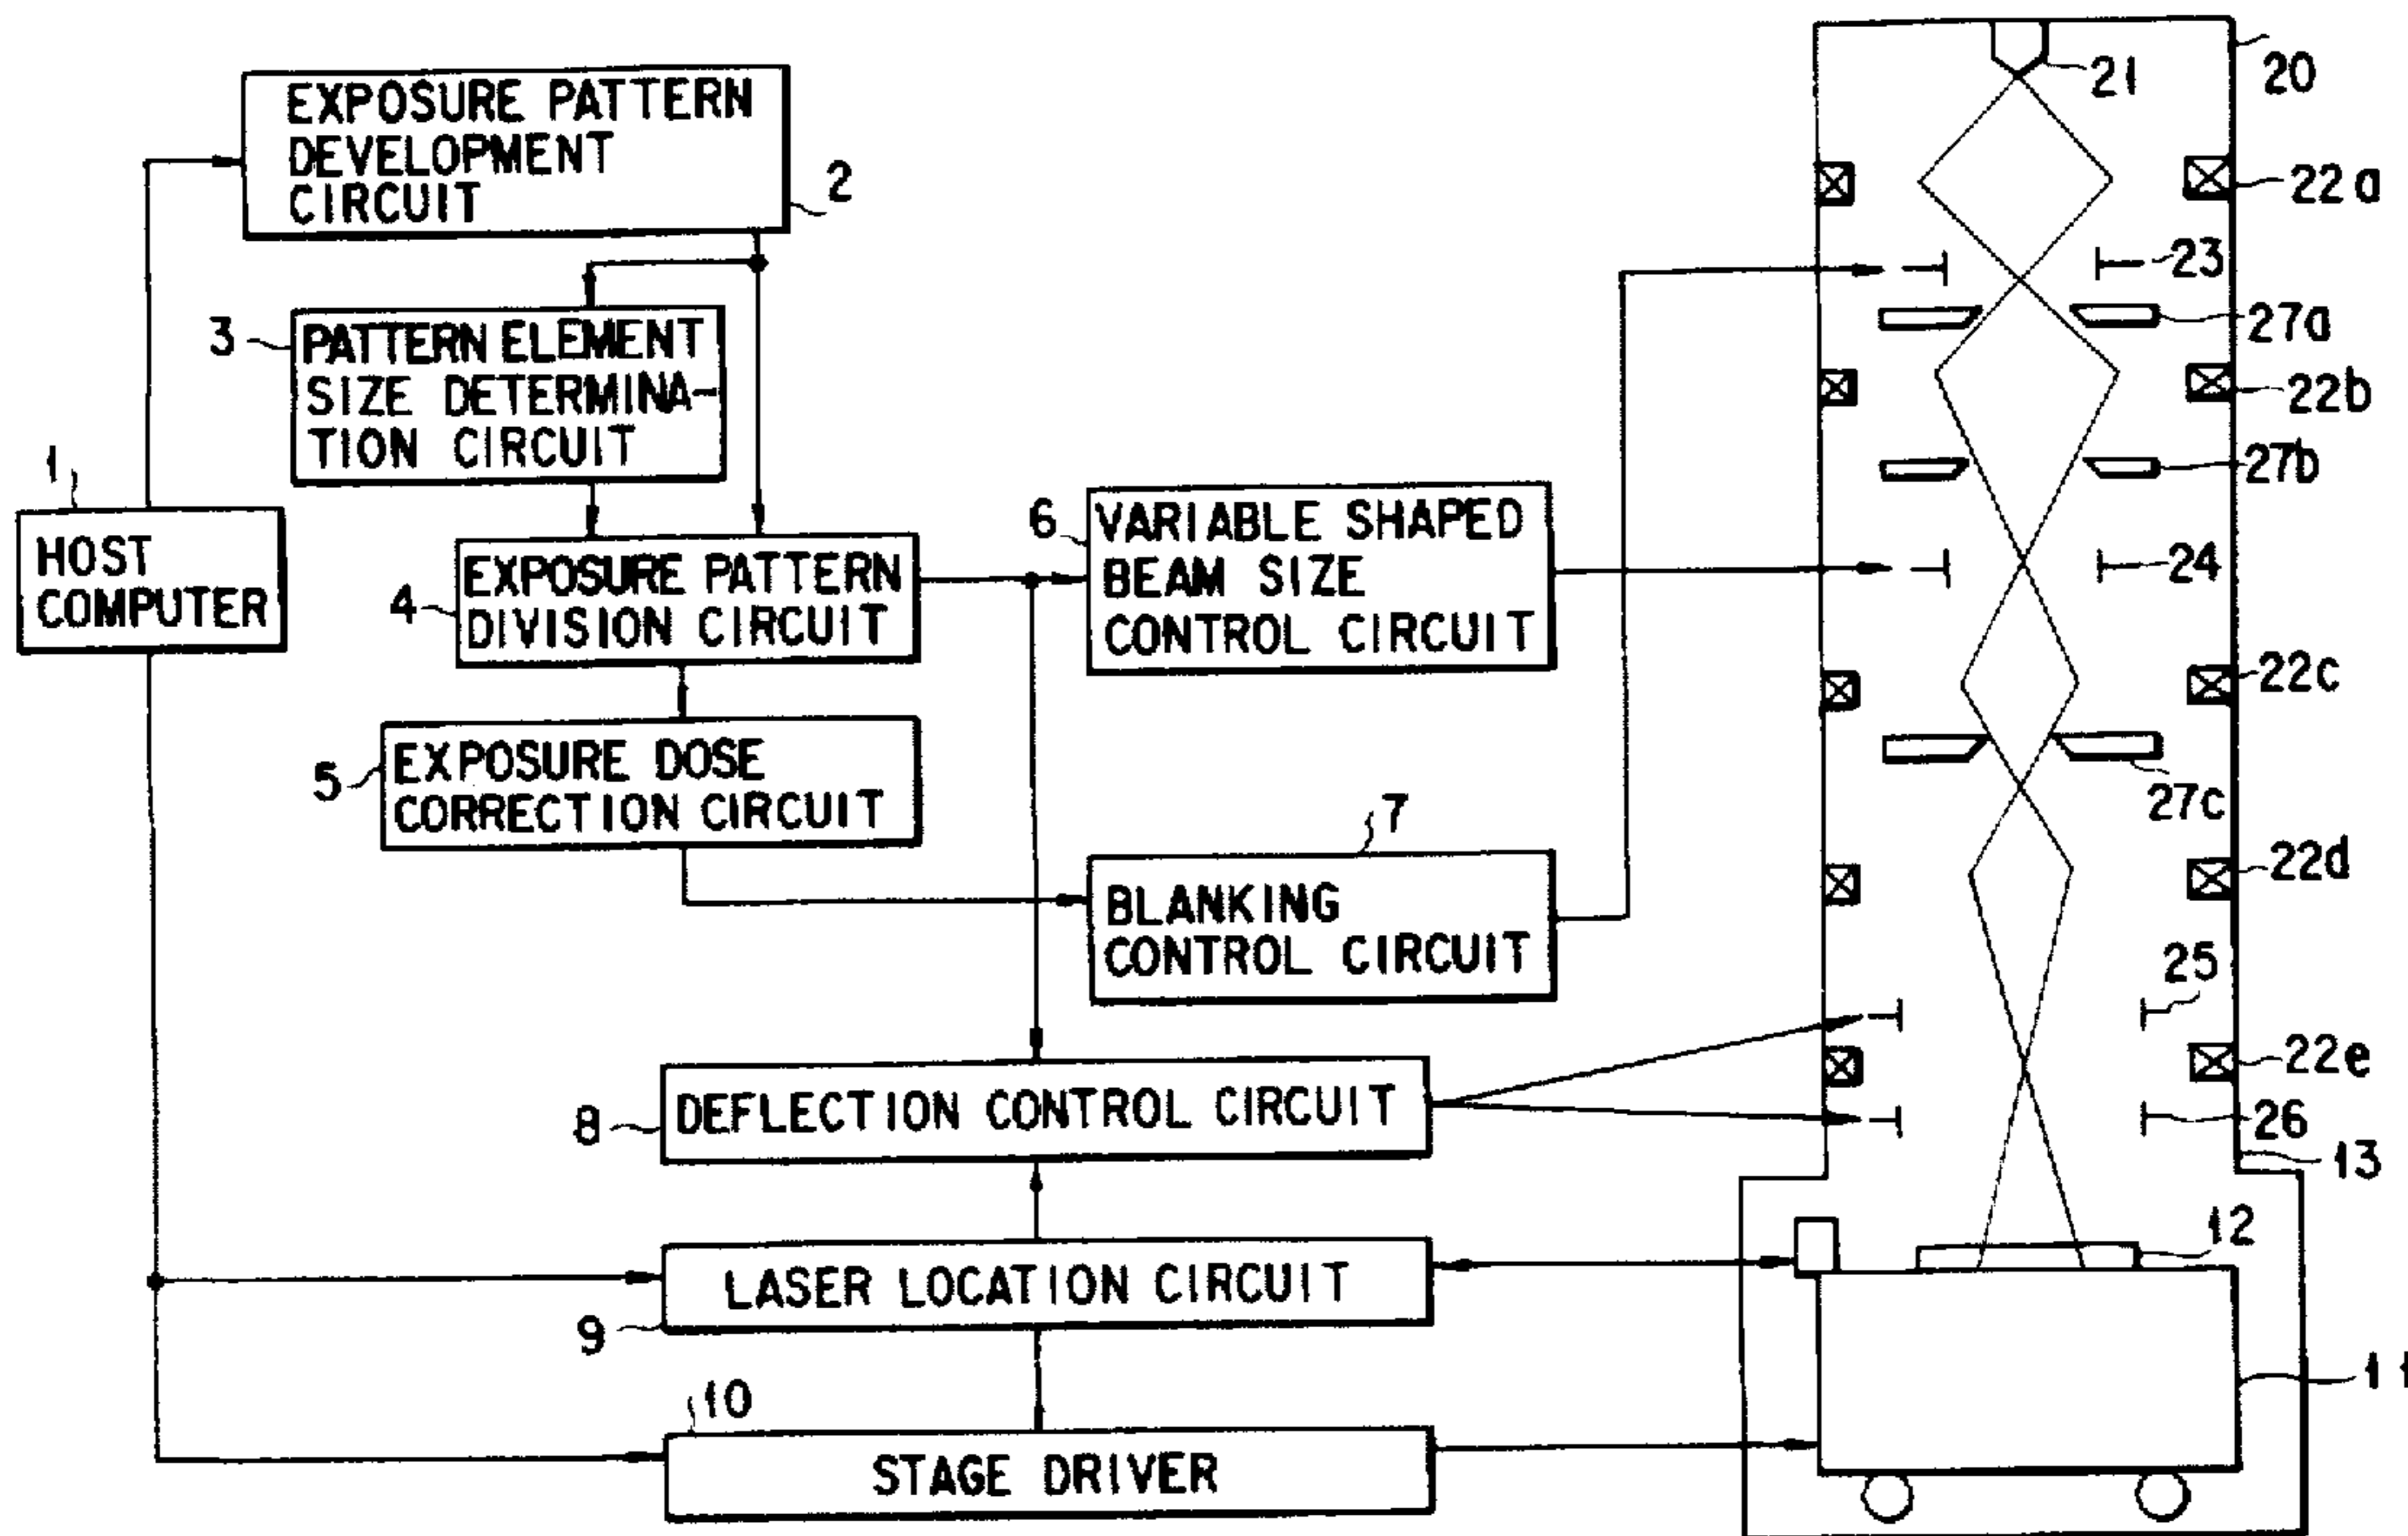 EXPOSURE PATTERN
DEVELOPMENT
CIRCUIT
2
3
PATTERN ELEMENT
SIZE DETERMINA-
TION CIRCUIT
1
HOST
COMPUTER
4
EXPOSURE PATTERN
DIVISION CIRCUIT
5
EXPOSURE DOSE
CORRECTION CIRCUIT
6
VARIABLE SHAPED
BEAM SIZE
CONTROL CIRCUIT
7
BLANKING
CONTROL CIRCUIT
8
DEFLECTION CONTROL CIRCUIT
9
LASER LOCATION CIRCUIT
10
STAGE DRIVER
20
21
22a
23
27a
22b
27b
24
22c
27c
22d
25
22e
26
13
12
11